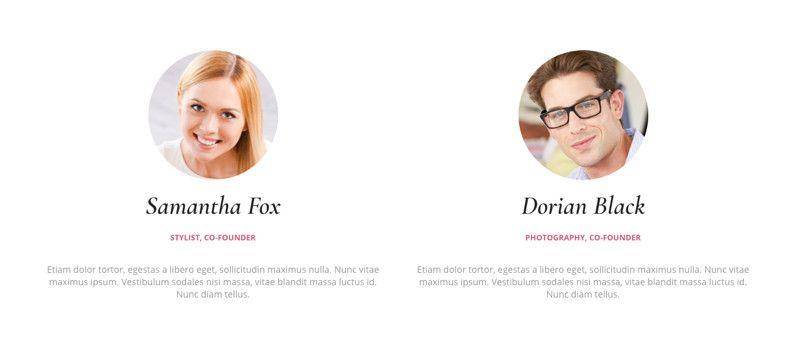 Samantha Fox
STYLIST, CO-FOUNDER
Etiam dolor tortor, egestas a libero eget, sollicitudin maximus nulla. Nunc vitae
maximus ipsum. Vestibulum sodales nisi massa, vitae blandit massa luctus id.
Nunc diam tellus.
Dorian Black
PHOTOGRAPHY, CO-FOUNDER
Etiam dolor tortor, egestas a libero eget, sollicitudin maximus nulla. Nunc vitae
maximus ipsum. Vestibulum sodales nisi massa, vitae blandit massa luctus id.
Nunc diam tellus.